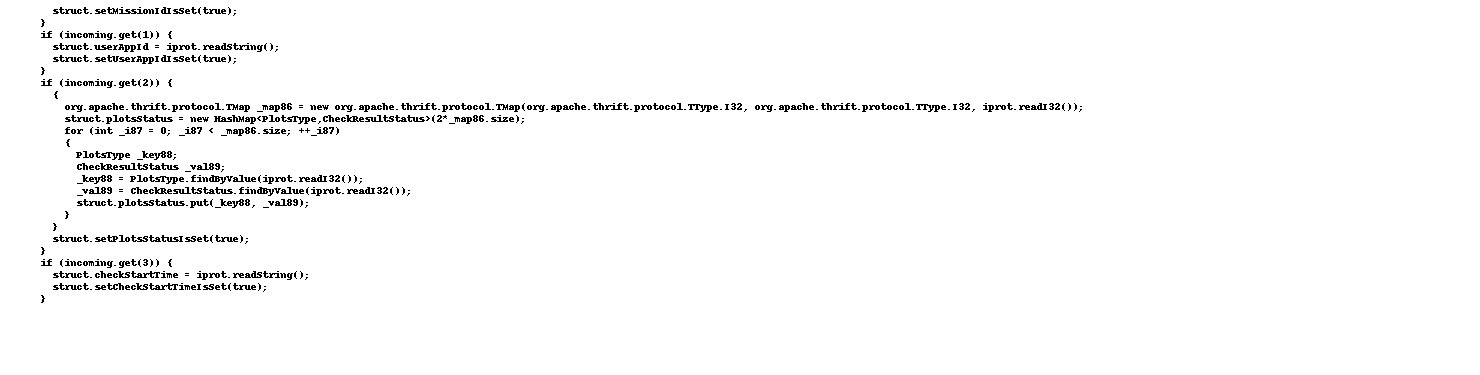 struct.setMissionIdIsSet(true);
}
if (incoming.get(1)) {
struct.userAppId = iprot.readString();
struct.setUserAppIdIsSet(true);
}
if (incoming.get(2)) {
{
org.apache.thrift.protocol.TMap _map86 = new org.apache.thrift.protocol.TMap(org.apache.thrift.protocol.TType.I32, org.apache.thrift.protocol.TType.I32, iprot.readI32());
struct.plotsStatus = new HashMap<PlotsType,CheckResultStatus>(2*_map86.size);
for (int _i87 = 0; _i87 < _map86.size; ++_i87)
{
PlotsType _key88;
CheckResultStatus _val89;
_key88 = PlotsType.findByValue(iprot.readI32());
_val89 = CheckResultStatus.findByValue(iprot.readI32());
struct.plotsStatus.put(_key88, _val89);
}
}
struct.setPlotsStatusIsSet(true);
}
if (incoming.get(3)) {
struct.checkStartTime = iprot.readString();
struct.setCheckStartTimeIsSet(true);
}